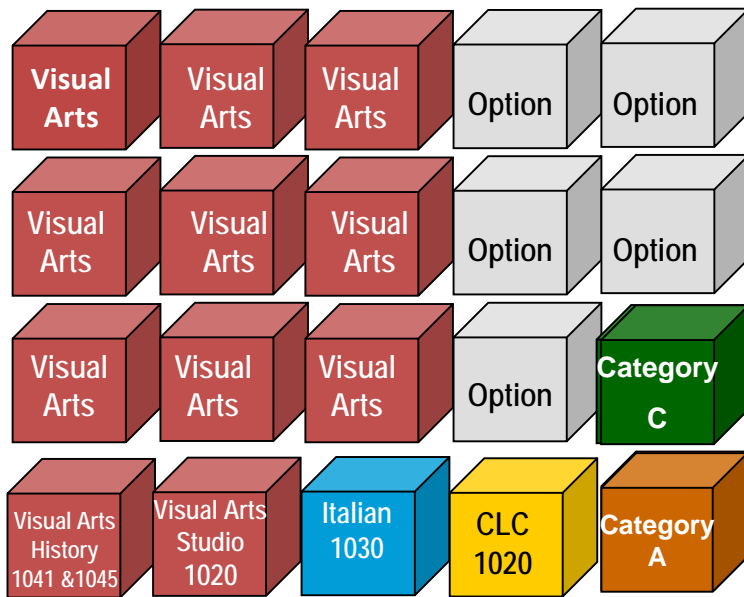 Visual
Arts
Visual
Arts
Visual
Arts
Option
Option
Visual
Arts
Visual
Arts
Visual
Arts
Option
Option
Visual
Arts
Visual
Arts
Visual
Arts
Option
Category
C
Visual Arts
History
1041 &1045
Visual Arts
Studio
1020
Italian
1030
CLC
1020
Category
A